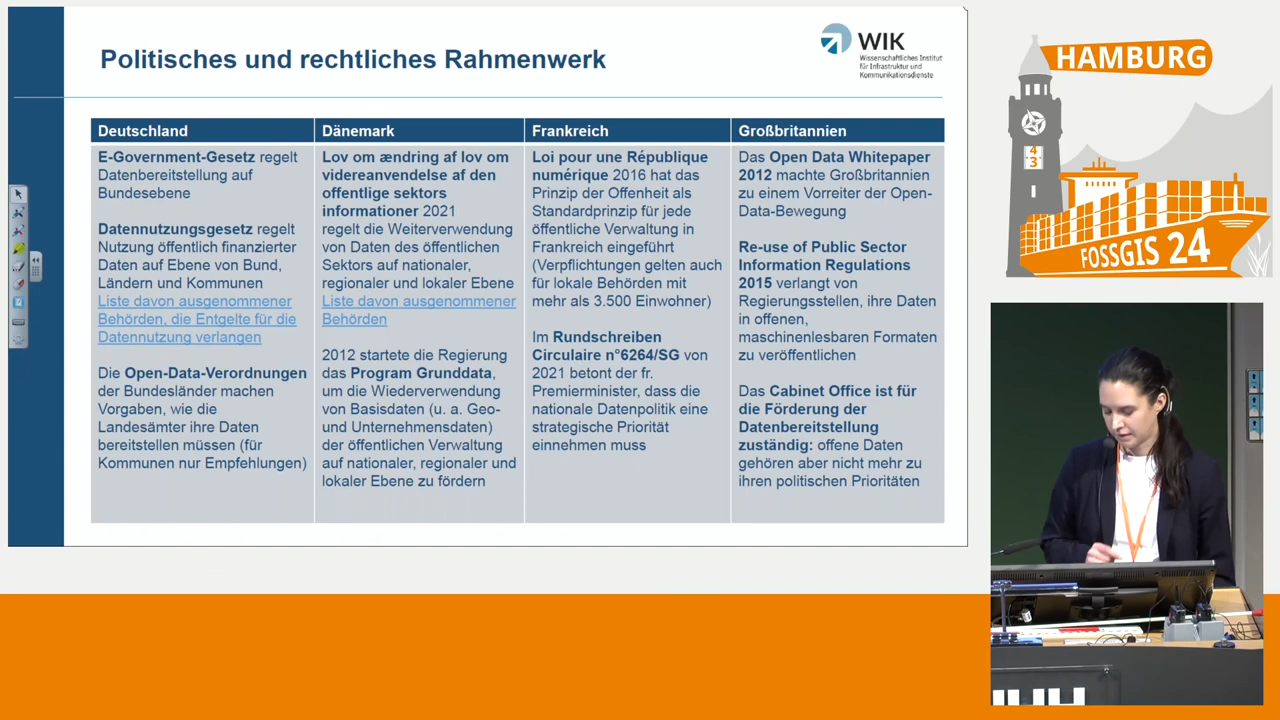 Politisches und rechtliches Rahmenwerk
WIK
Wissenschaftliches Institut
für Infrastruktur und
Kommunikationsdienste
Deutschland
E-Government-Gesetz regelt
Datenbereitstellung auf
Bundesebene
Datennutzungsgesetz regelt
Nutzung öffentlich finanzierter
Daten auf Ebene von Bund,
Ländern und Kommunen
Liste davon ausgenommener
Behörden, die Entgelte für die
Datennutzung verlangen
Die Open-Data-Verordnungen
der Bundesländer machen
Vorgaben, wie die
Landesämter ihre Daten
bereitstellen müssen (für
Kommunen nur Empfehlungen)
Dänemark
Lov om ændring af lov om
videreanvendelse af den
offentlige sektors
informationer 2021
regelt die Weiterverwendung
von Daten des öffentlichen
Sektors auf nationaler,
regionaler und lokaler Ebene
Liste davon ausgenommener
Behörden
2012 startete die Regierung
das Program Grunddata,
um die Wiederverwendung
von Basisdaten (u. a. Geo-
und Unternehmensdaten)
der öffentlichen Verwaltung
auf nationaler, regionaler und
lokaler Ebene zu fördern
Frankreich
Loi pour une République
numérique 2016 hat das
Prinzip der Offenheit als
Standardprinzip für jede
öffentliche Verwaltung in
Frankreich eingeführt
(Verpflichtungen gelten auch
für lokale Behörden mit
mehr als 3.500 Einwohner)
Im Rundschreiben
Circulaire n°6264/SG von
2021 betont der fr.
Premierminister, dass die
nationale Datenpolitik eine
strategische Priorität
einnehmen muss
Großbritannien
Das Open Data Whitepaper
2012 machte Großbritannien
zu einem Vorreiter der Open-
Data-Bewegung
Re-use of Public Sector
Information Regulations
2015 verlangt von
Regierungsstellen, ihre Daten
in offenen,
maschinenlesbaren Formaten
zu veröffentlichen
Das Cabinet Office ist für
die Förderung der
Datenbereitstellung
zuständig: offene Daten
gehören aber nicht mehr zu
ihren politischen Prioritäten
HAMBURG
4
3
FOSSGIS 24